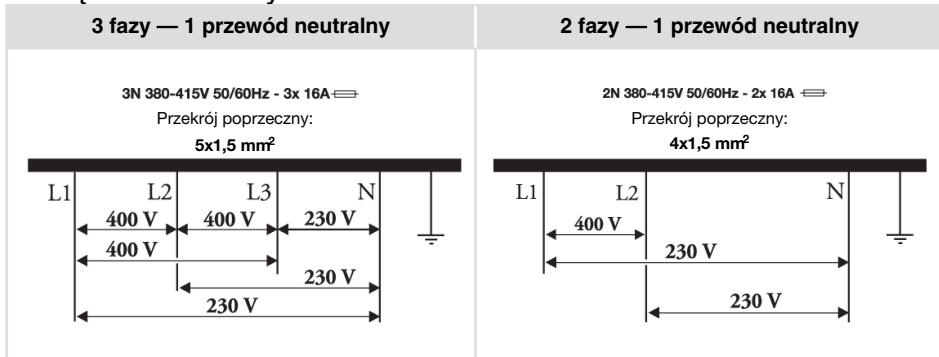 3 fazy — 1 przewód neutralny
3N 380-415V 50/60Hz - 3x 16A
Przekrój poprzeczny:
5x1,5 mm²
L1 L2 L3 N
400 V 400 V 230 V
400 V
230 V
230 V
2 fazy — 1 przewód neutralny
2N 380-415V 50/60Hz - 2x 16A
Przekrój poprzeczny:
4x1,5 mm²
L1 L2 N
400 V
230 V
230 V